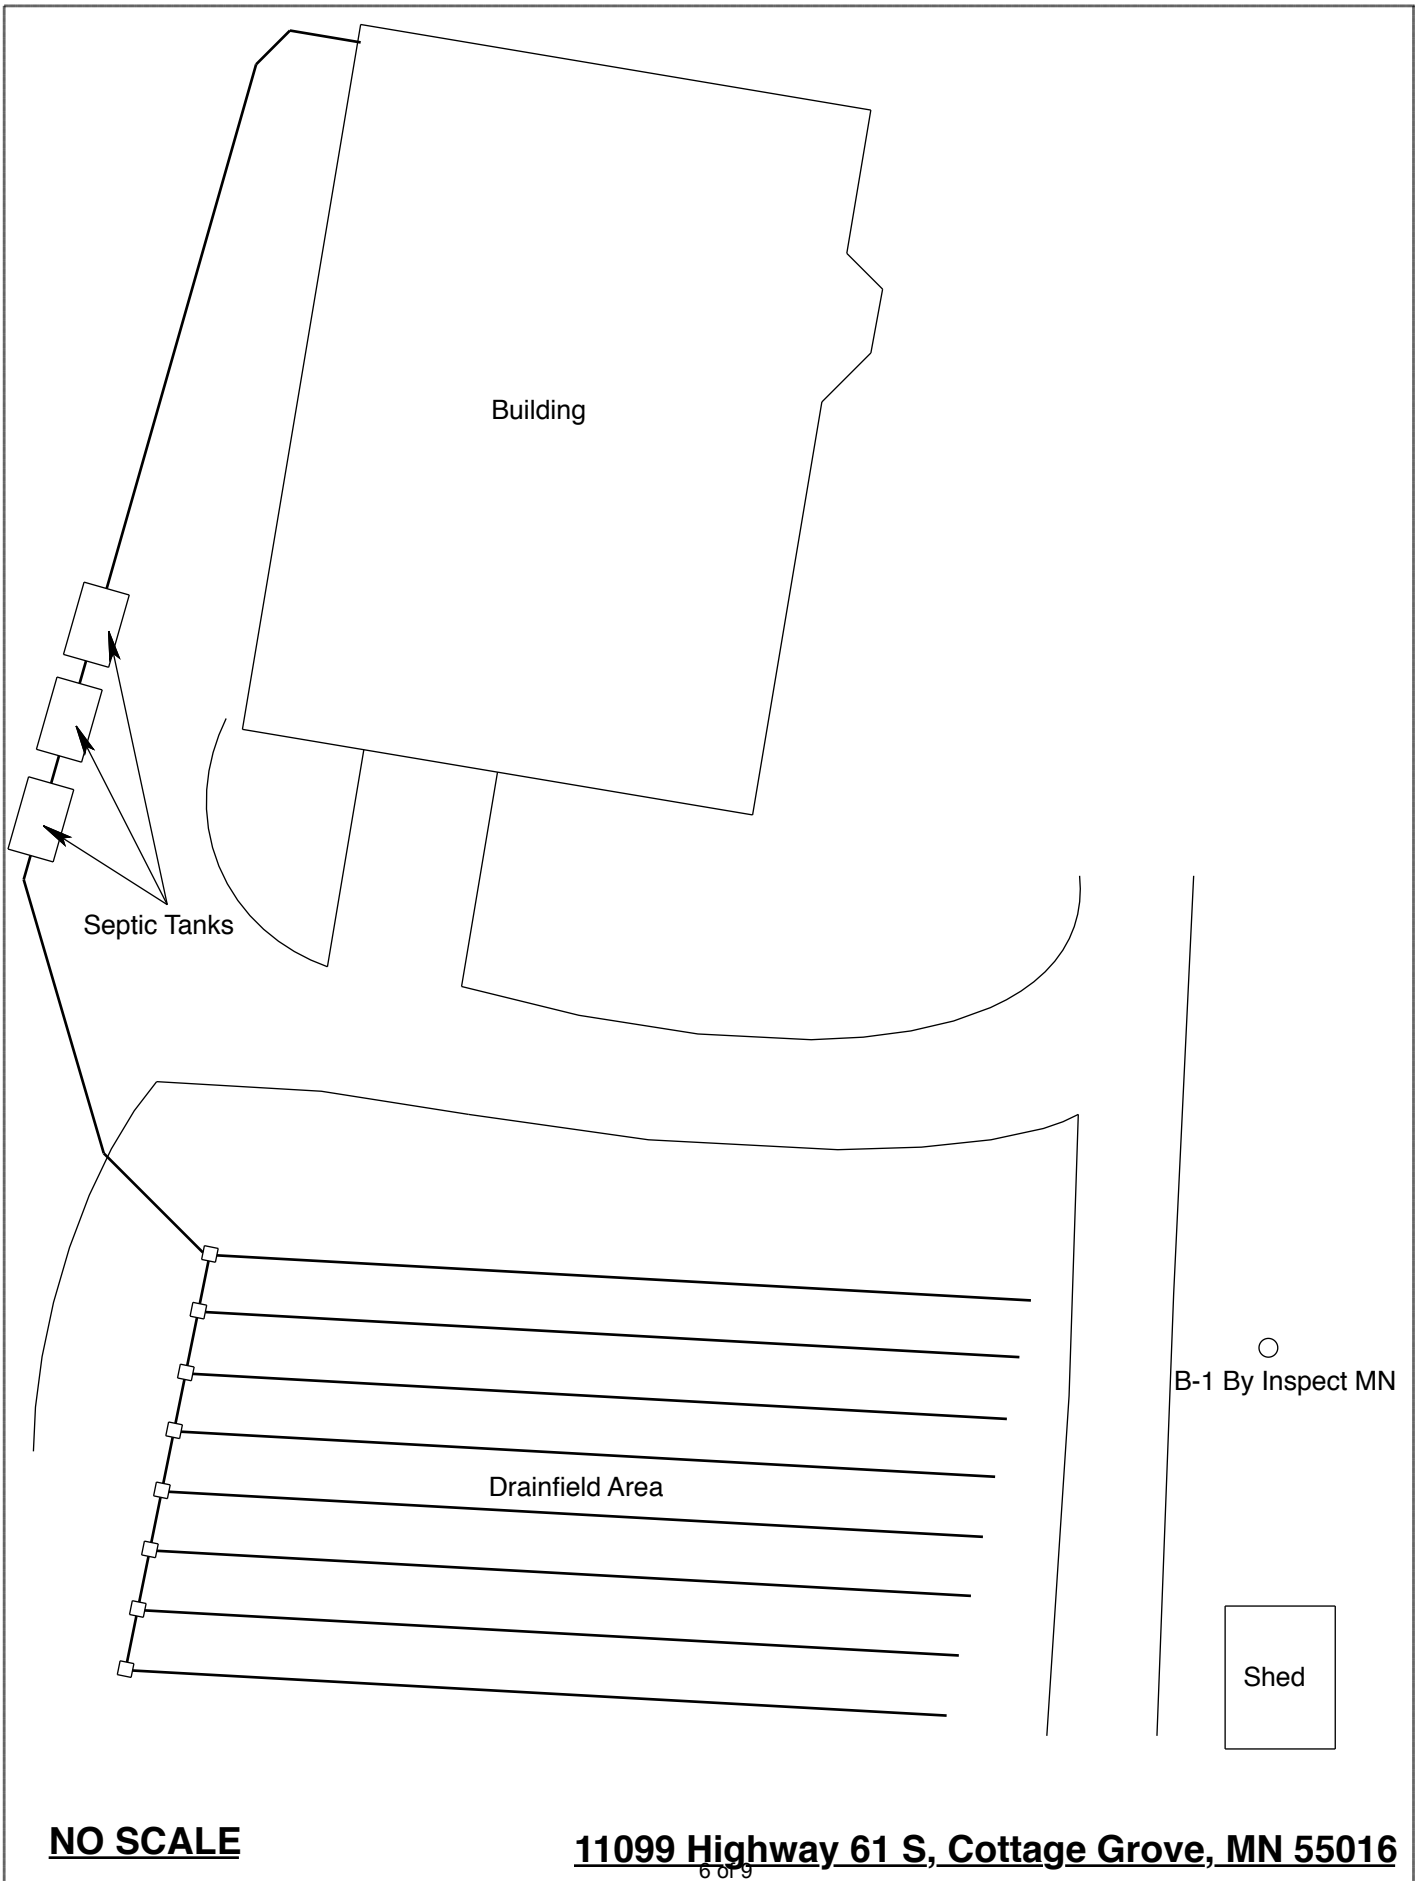 Building
Septic Tanks
B-1 By Inspect MN
Drainfield Area
Shed
NO SCALE
11099 Highway 61 S, Cottage Grove, MN 55016
6 of 9